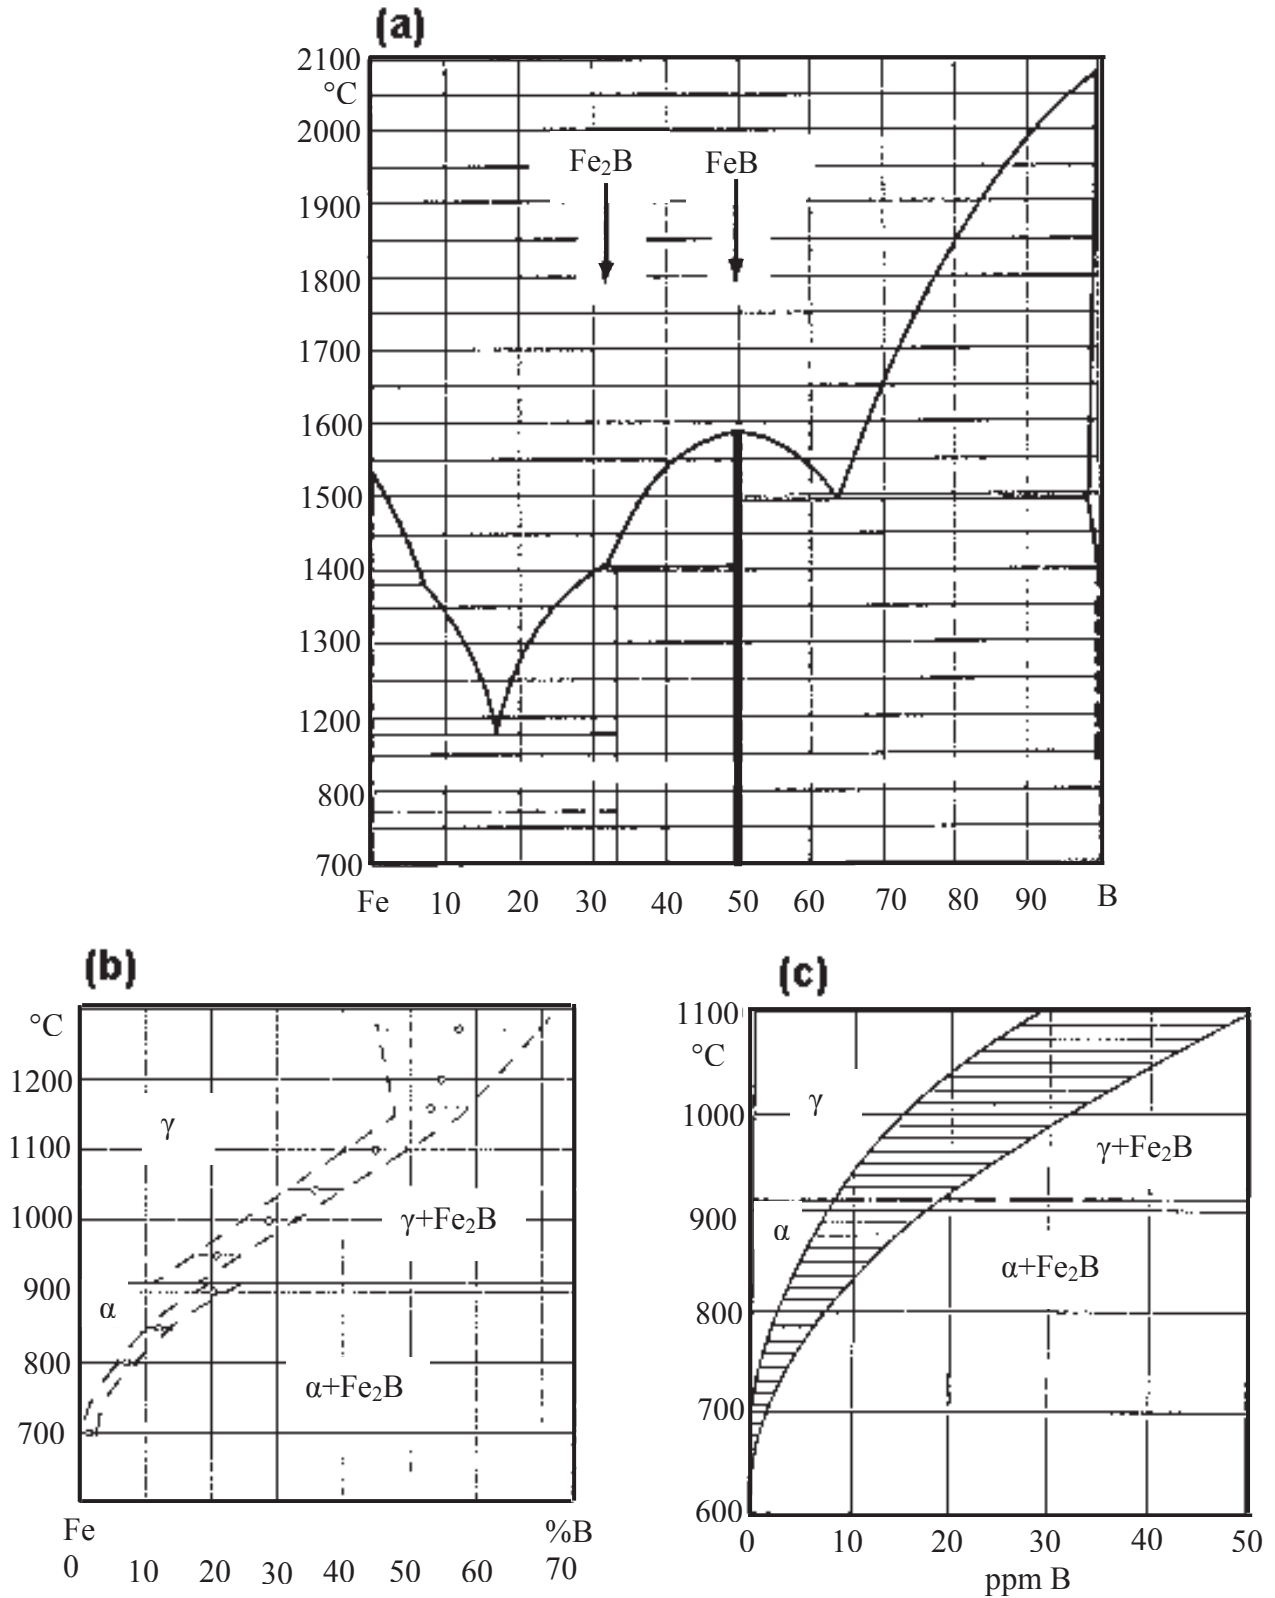 (a)
2100
°C
2000
Fe₂B FeB
1900
1800
1700
1600
1500
1400
1300
1200
800
700
Fe 10 20 30 40 50 60 70 80 90 B
(b)
°C
1200
γ
1100
1000
γ+Fe₂B
900
α
800
α+Fe₂B
700
Fe %B
0 10 20 30 40 50 60 70
(c)
1100
°C
γ
1000
γ+Fe₂B
900
α
α+Fe₂B
800
700
600
0 10 20 30 40 50
ppm B